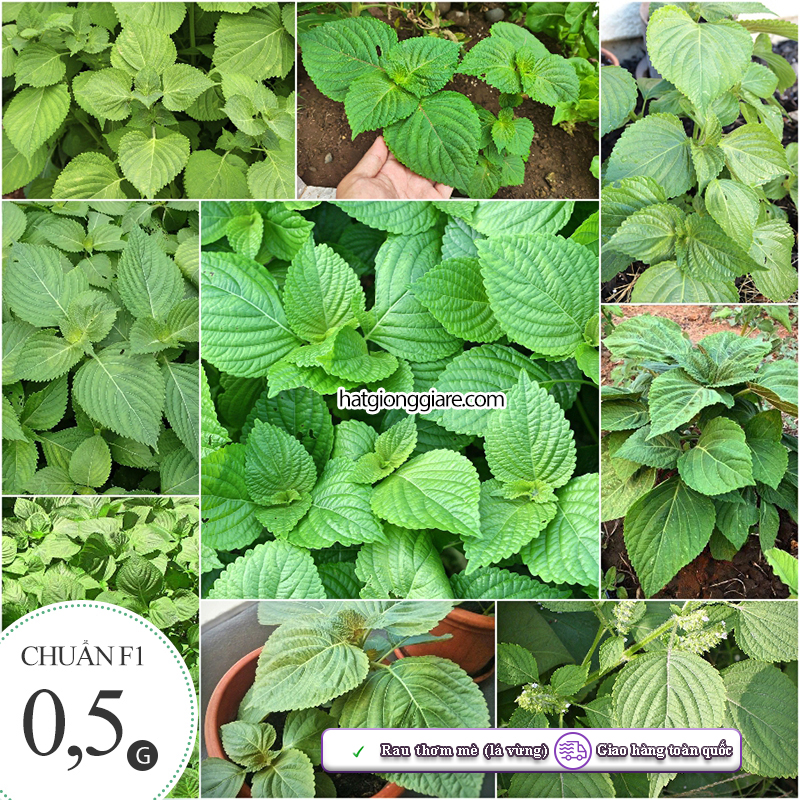 hatgionggiare.com
CHUẨN F1
0,5 G
✓ Rau thơm mè (lá vừng) Giao hàng toàn quốc